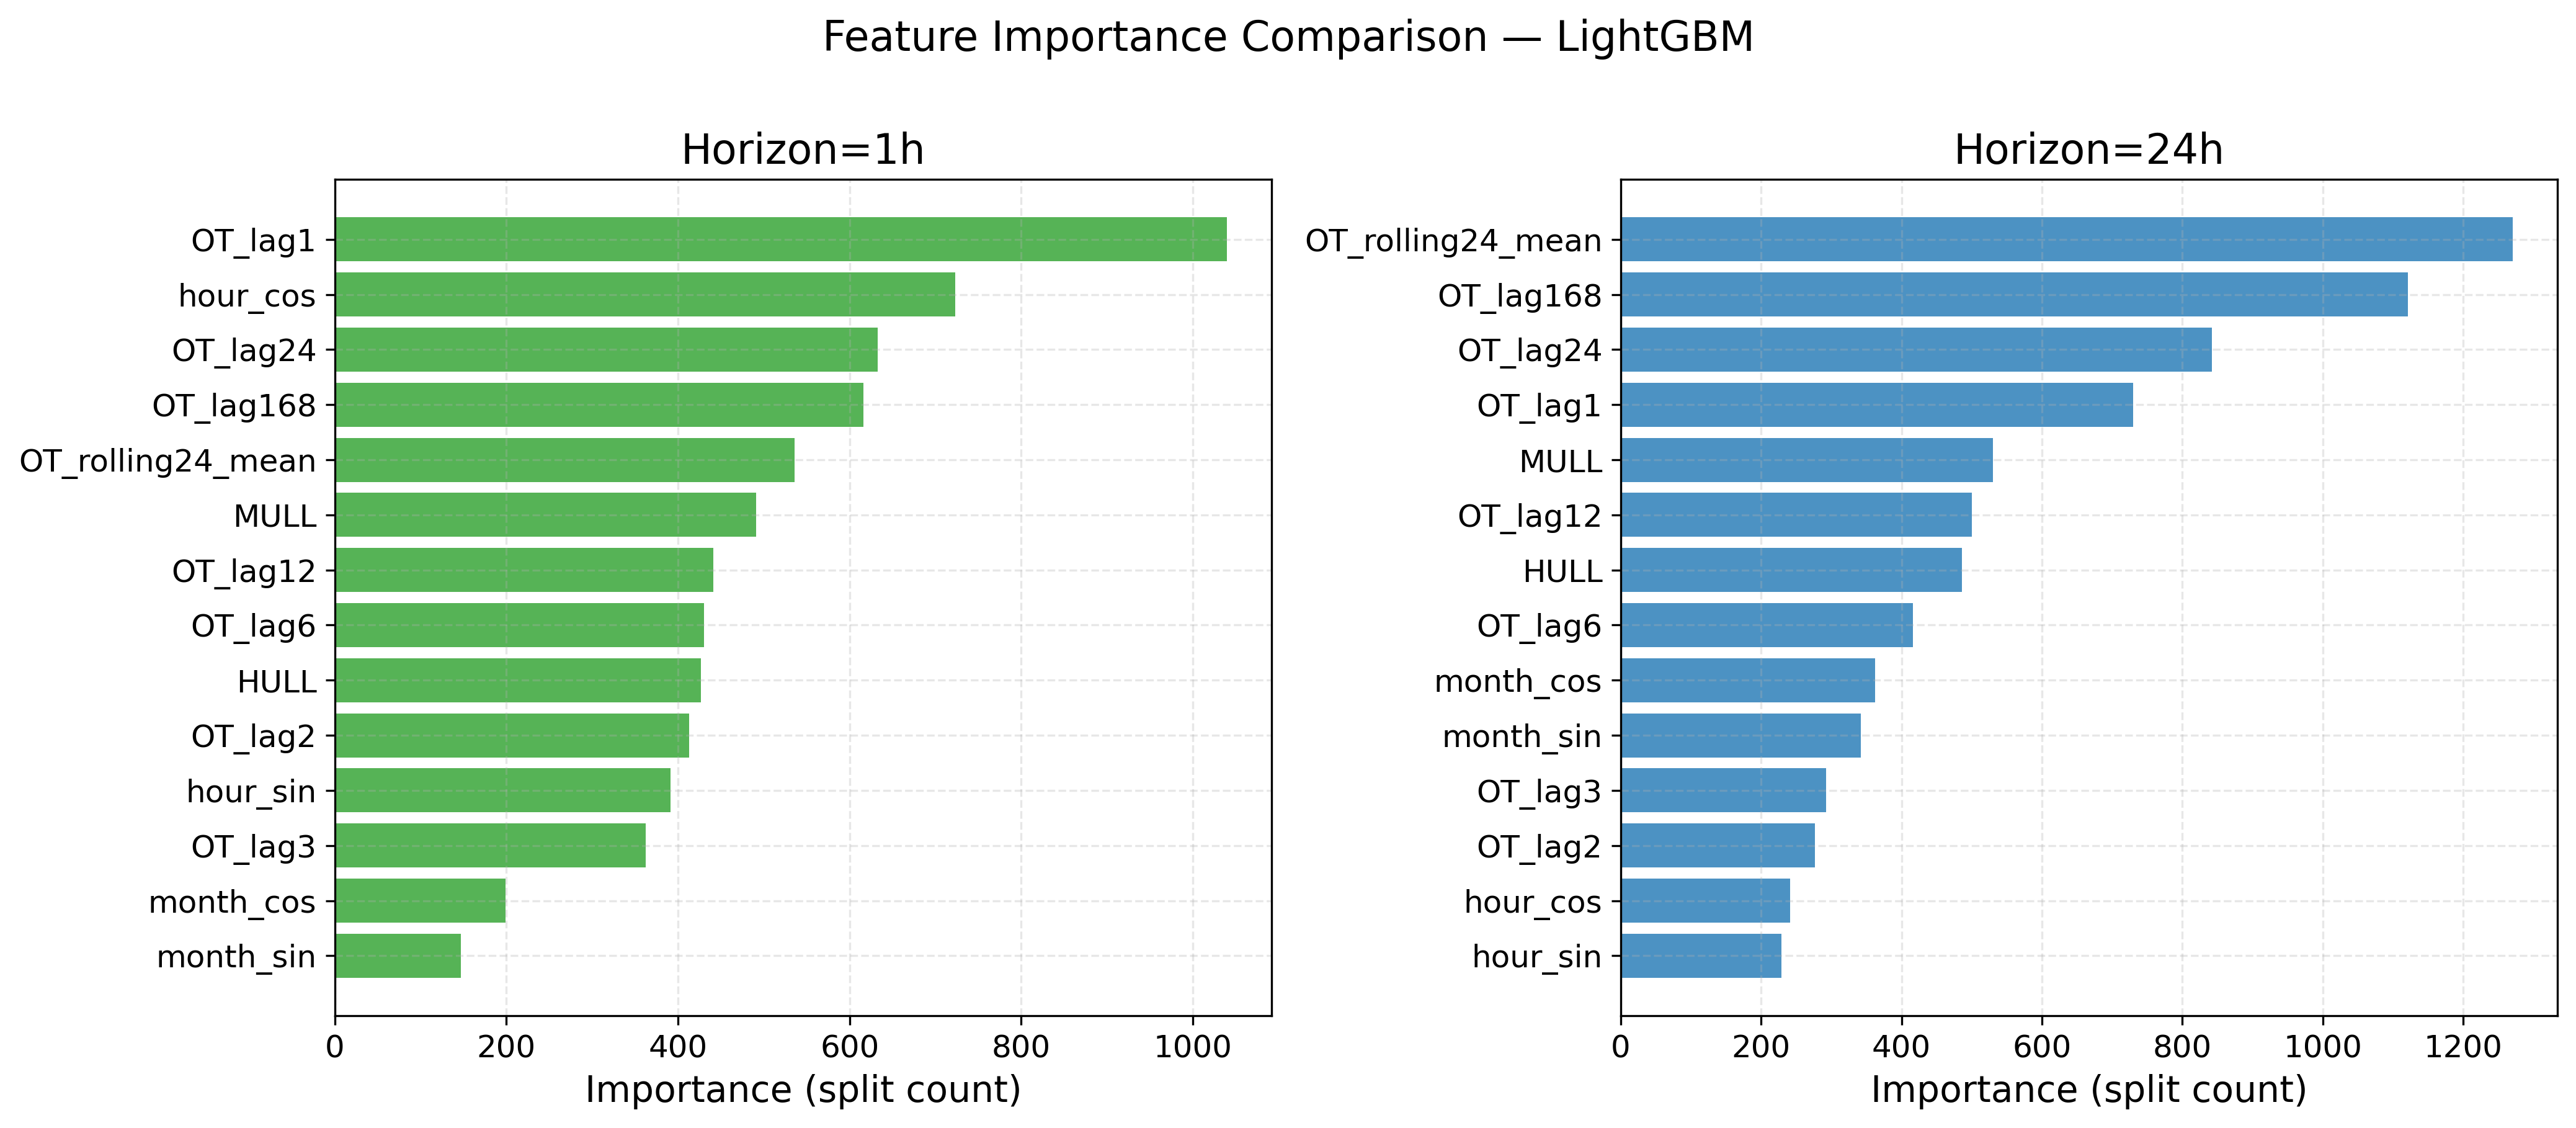 Feature Importance Comparison — LightGBM
Horizon=1h
OT_lag1
hour_cos
OT_lag24
OT_lag168
OT_rolling24_mean
MULL
OT_lag12
OT_lag6
HULL
OT_lag2
hour_sin
OT_lag3
month_cos
month_sin
0 200 400 600 800 1000
Importance (split count)
Horizon=24h
OT_rolling24_mean
OT_lag168
OT_lag24
OT_lag1
MULL
OT_lag12
HULL
OT_lag6
month_cos
month_sin
OT_lag3
OT_lag2
hour_cos
hour_sin
0 200 400 600 800 1000 1200
Importance (split count)